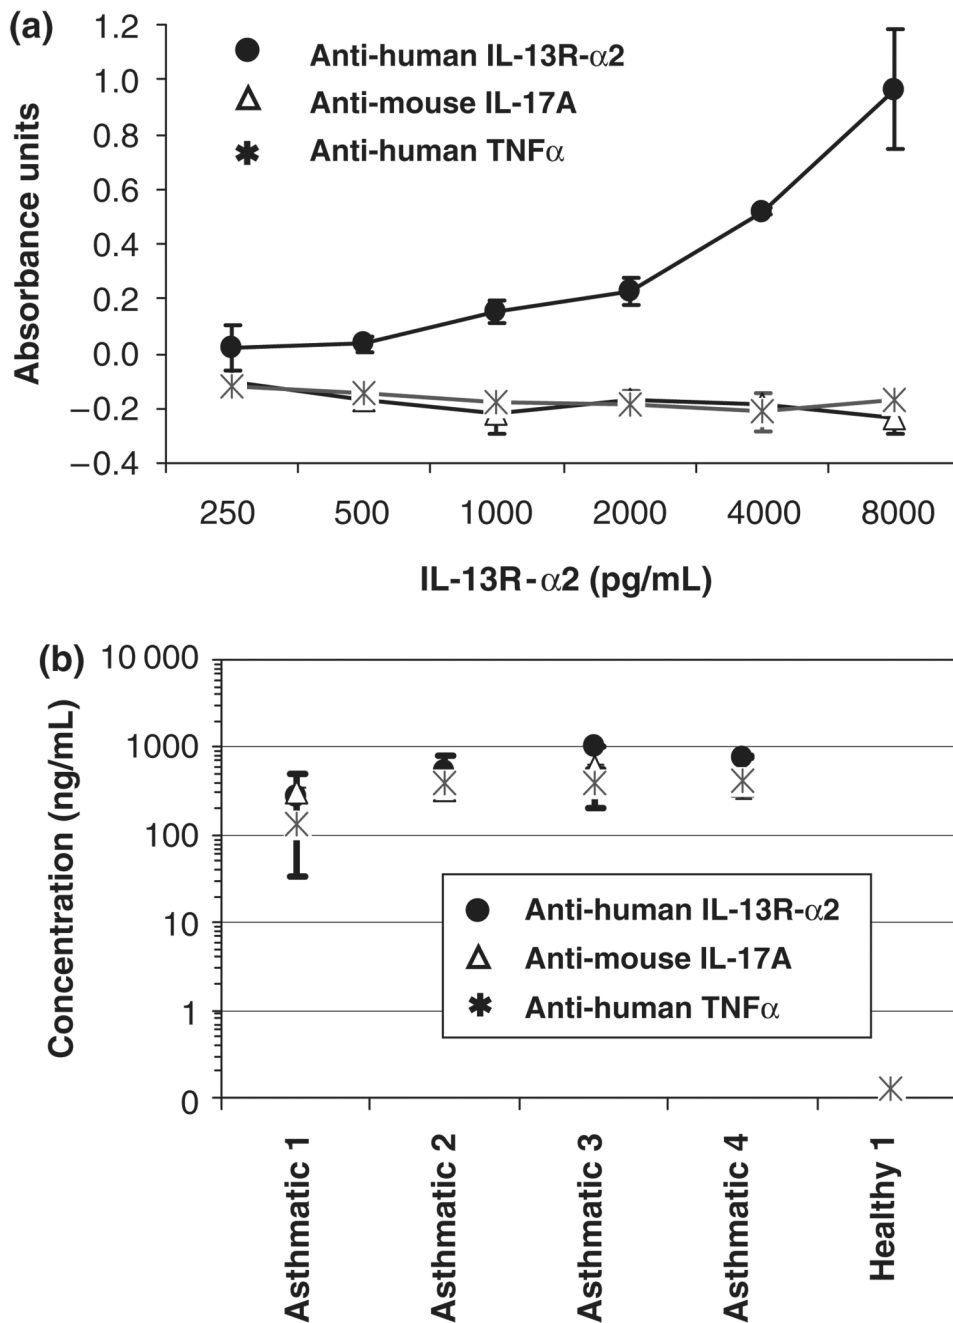 (a)
1.2
1.0
0.8
0.6
0.4
0.2
0.0
−0.2
−0.4
Absorbance units
Anti-human IL-13R-α2
Anti-mouse IL-17A
Anti-human TNFα
250 500 1000 2000 4000 8000
IL-13R-α2 (pg/mL)
(b)
10 000
1000
100
10
1
0
Concentration (ng/mL)
Anti-human IL-13R-α2
Anti-mouse IL-17A
Anti-human TNFα
Asthmatic 1
Asthmatic 2
Asthmatic 3
Asthmatic 4
Healthy 1